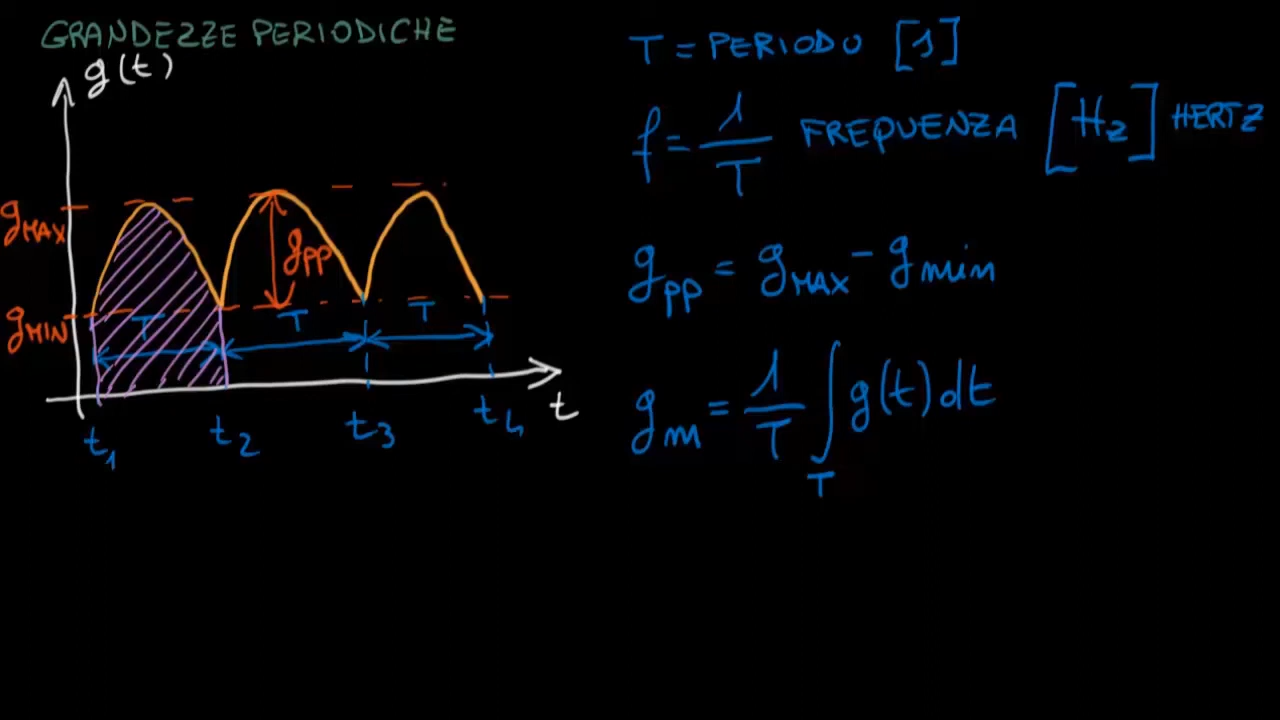 GRANDEZZE PERIODICHE
g(t)
gMAX
gPP
gMIN
T T T
t
t1 t2 t3 t4
T = PERIODO [s]
f = 1/T FREQUENZA [Hz] HERTZ
gPP = gMAX - gmin
gm = 1/T ∫T g(t) dt